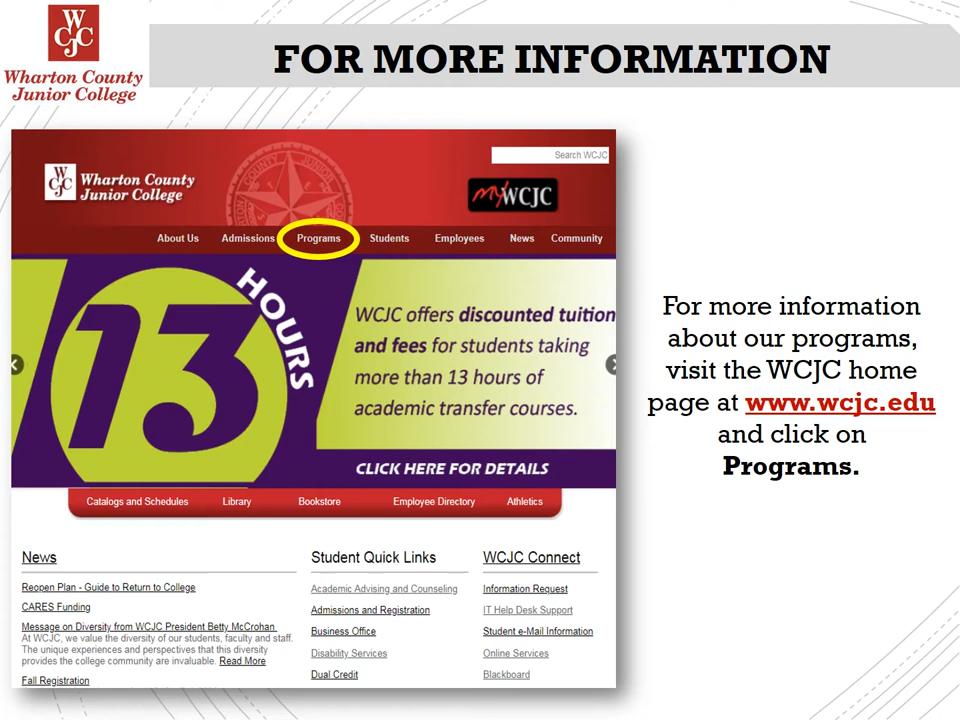 WCJC
Wharton County
Junior College
FOR MORE INFORMATION
Search WCJC
WCJC
Wharton County
Junior College
myWCJC
About Us Admissions Programs Students Employees News Community
13 HOURS
WCJC offers discounted tuition
and fees for students taking
more than 13 hours of
academic transfer courses.
CLICK HERE FOR DETAILS
Catalogs and Schedules Library Bookstore Employee Directory Athletics
News
Reopen Plan - Guide to Return to College
CARES Funding
Message on Diversity from WCJC President Betty McCrohan
At WCJC, we value the diversity of our students, faculty and staff.
The unique experiences and perspectives that this diversity
provides the college community are invaluable. Read More
Fall Registration
Student Quick Links
Academic Advising and Counseling
Admissions and Registration
Business Office
Disability Services
Dual Credit
WCJC Connect
Information Request
IT Help Desk Support
Student e-Mail Information
Online Services
Blackboard
For more information
about our programs,
visit the WCJC home
page at www.wcjc.edu
and click on
Programs.